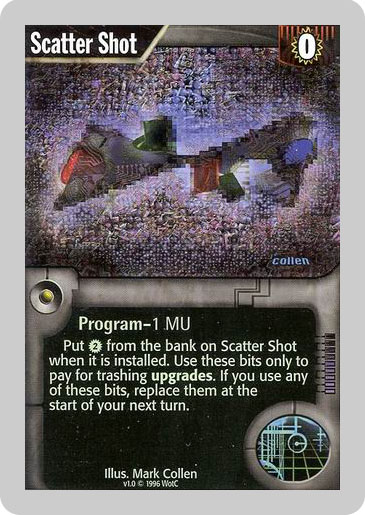 Scatter Shot
0
collen
Program–1 MU
Put 2 from the bank on Scatter Shot
when it is installed. Use these bits only to
pay for trashing upgrades. If you use any
of these bits, replace them at the
start of your next turn.
Illus. Mark Collen
v1.0 © 1996 WotC